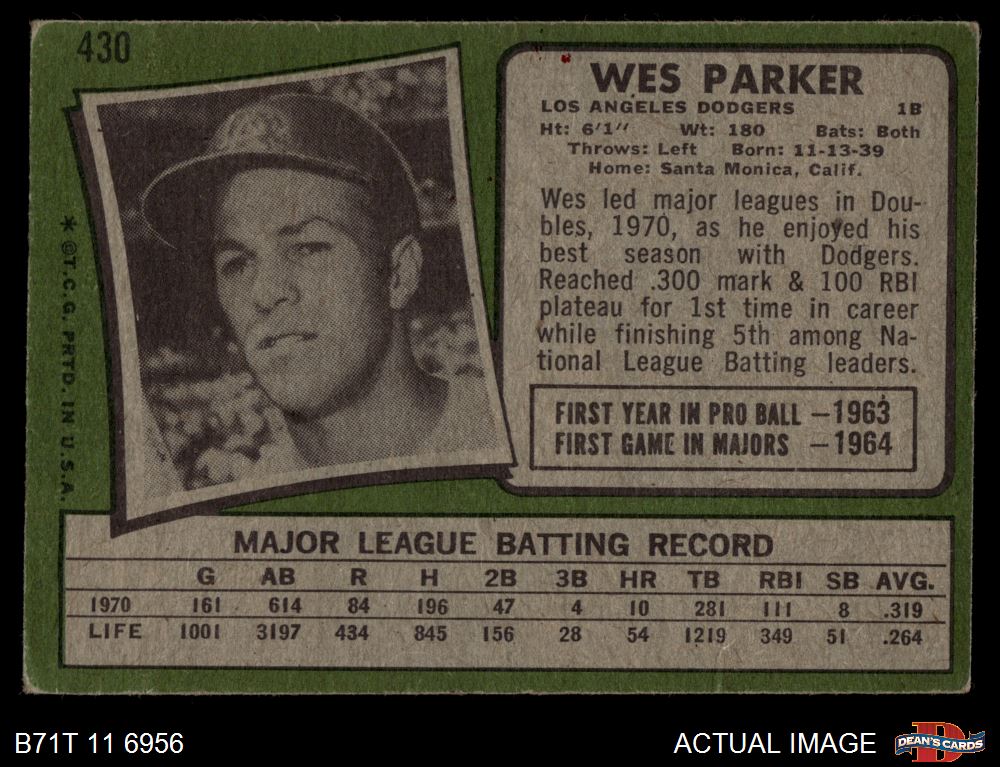 430
WES PARKER
LOS ANGELES DODGERS 1B
Ht: 6'1" Wt: 180 Bats: Both
Throws: Left Born: 11-13-39
Home: Santa Monica, Calif.
Wes led major leagues in Dou-
bles, 1970, as he enjoyed his
best season with Dodgers.
Reached .300 mark & 100 RBI
plateau for 1st time in career
while finishing 5th among Na-
tional League Batting leaders.
FIRST YEAR IN PRO BALL —1963
FIRST GAME IN MAJORS —1964
* ©T.C.G. PRTD. IN U.S.A.
MAJOR LEAGUE BATTING RECORD
G AB R H 2B 3B HR TB RBI SB AVG.
1970 161 614 84 196 47 4 10 281 111 8 .319
LIFE 1001 3197 434 845 156 28 54 1219 349 51 .264
B71T 11 6956
ACTUAL IMAGE
D
DEAN'S CARDS